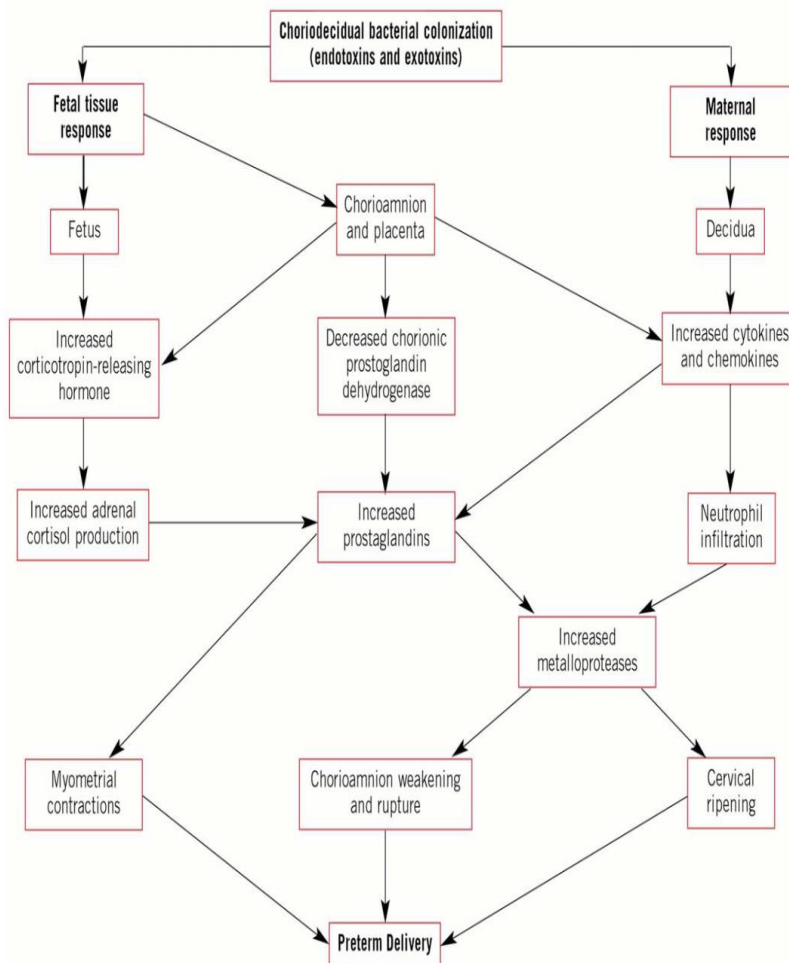 Choriodecidual bacterial colonization
(endotoxins and exotoxins)
Fetal tissue
response
Maternal
response
Fetus
Chorioamnion
and placenta
Decidua
Increased
corticotropin-releasing
hormone
Decreased chorionic
prostoglandin
dehydrogenase
Increased cytokines
and chemokines
Increased adrenal
cortisol production
Increased
prostaglandins
Neutrophil
infiltration
Increased
metalloproteases
Myometrial
contractions
Chorioamnion weakening
and rupture
Cervical
ripening
Preterm Delivery